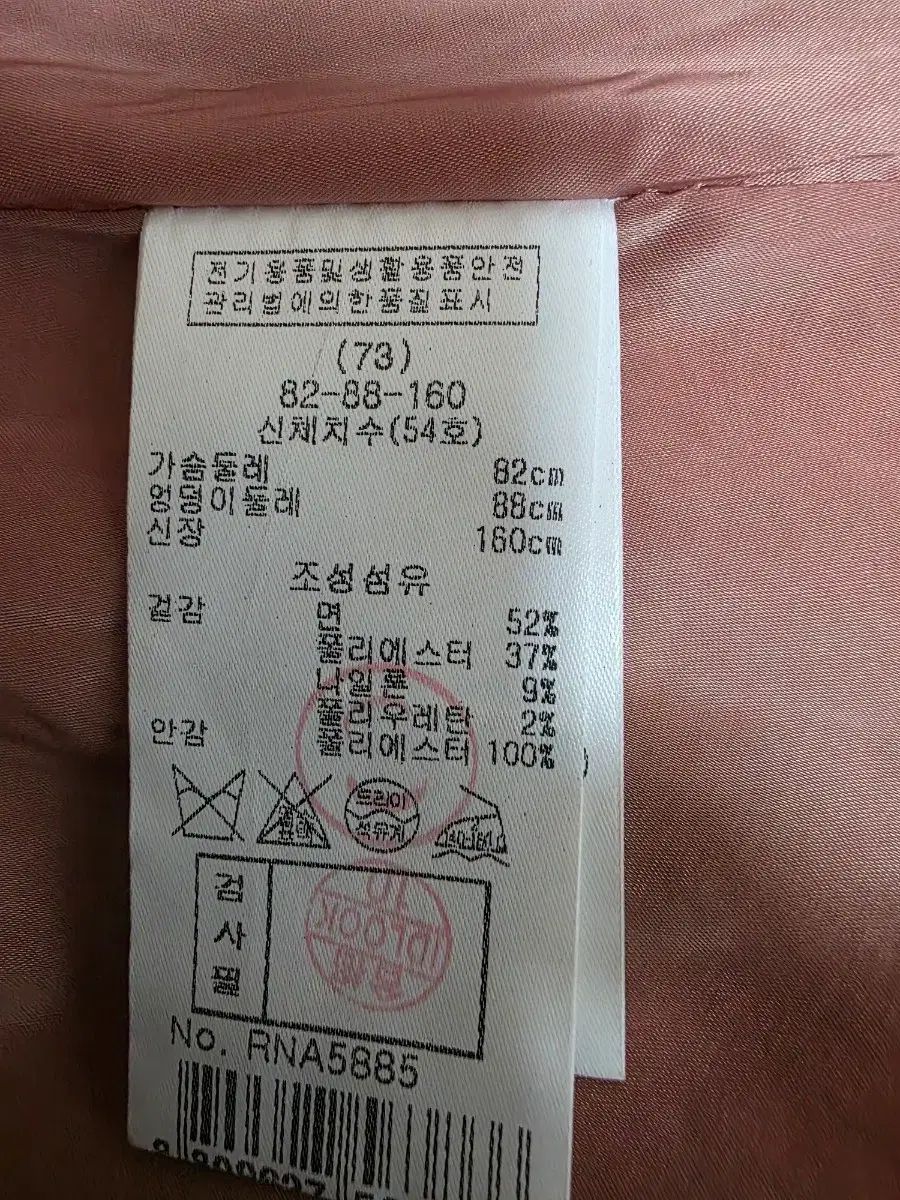 전기용품및생활용품안전
관리법에의한품질표시
(73)
82-88-160
신체치수(54호)
가슴둘레 82cm
엉덩이둘레 88cm
신장 160cm
조성섬유
겉감 면 52%
폴리에스터 37%
나일론 9%
폴리우레탄 2%
안감 폴리에스터 100%
드라이
석유계
검사필
No. RNA5885